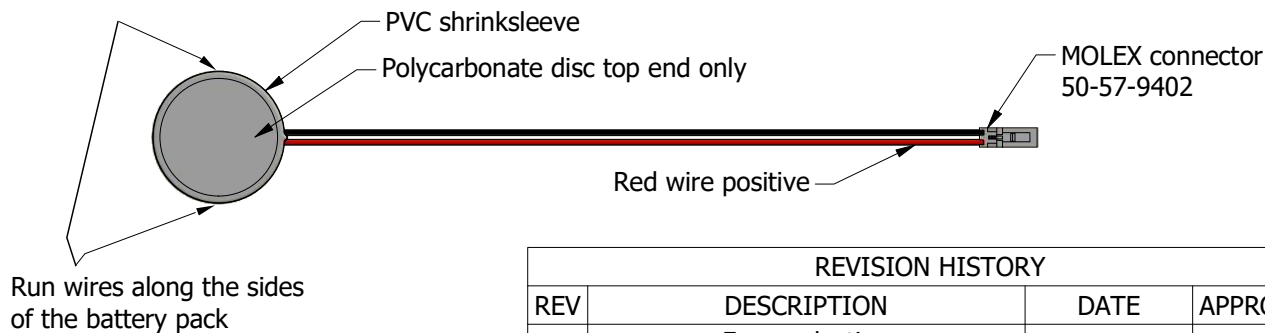 PVC shrinksleeve
Polycarbonate disc top end only
MOLEX connector
50-57-9402
Red wire positive
Run wires along the sides
of the battery pack
REVISION HISTORY
REV DESCRIPTION DATE